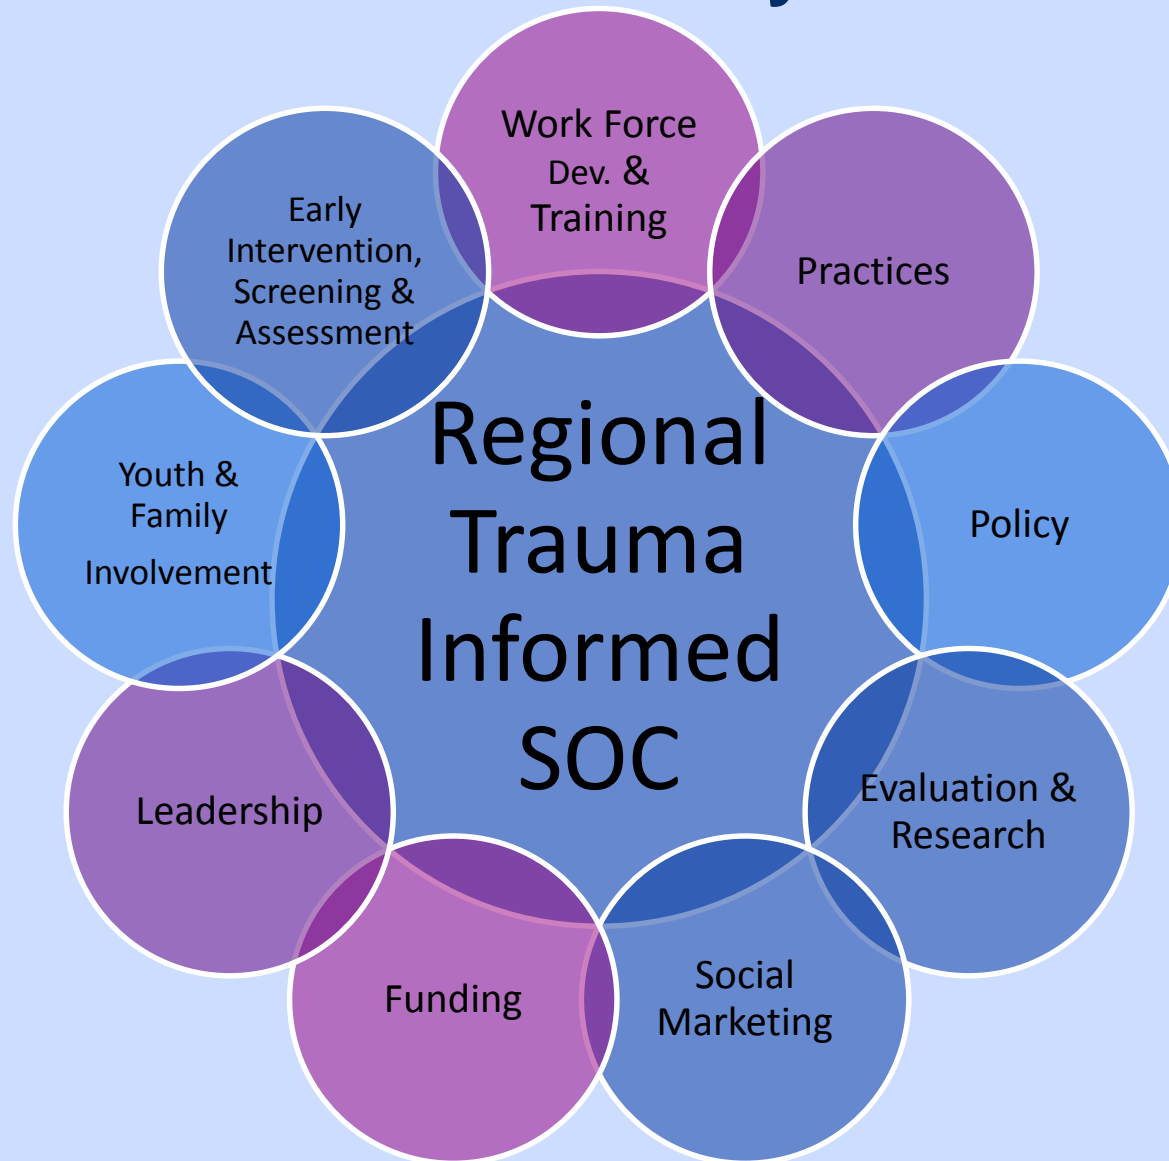 Work Force
Dev. &
Training
Practices
Policy
Evaluation &
Research
Social
Marketing
Funding
Leadership
Youth &
Family
Involvement
Early
Intervention,
Screening &
Assessment
Regional
Trauma
Informed
SOC